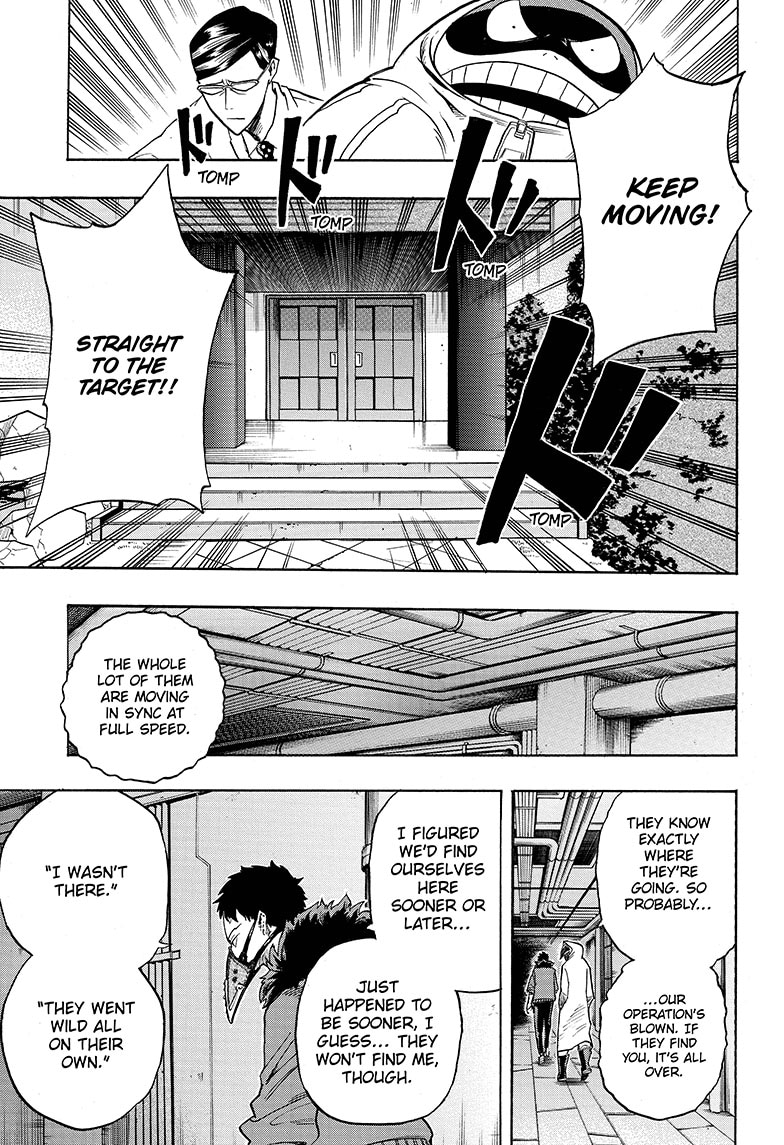 KEEP
MOVING!
ド
TOMP
ド
TOMP
ド
TOMP
STRAIGHT
TO THE
TARGET!!
ド
TOMP
THE WHOLE
LOT OF THEM
ARE MOVING
IN SYNC AT
FULL SPEED.
THEY KNOW
EXACTLY
WHERE
THEY'RE
GOING. SO
PROBABLY...
...OUR
OPERATION'S
BLOWN. IF
THEY FIND
YOU, IT'S ALL
OVER.
I FIGURED
WE'D FIND
OURSELVES
HERE
SOONER OR
LATER...
JUST
HAPPENED TO
BE SOONER, I
GUESS... THEY
WON'T FIND ME,
THOUGH.
"I WASN'T
THERE."
"THEY WENT
WILD ALL
ON THEIR
OWN."